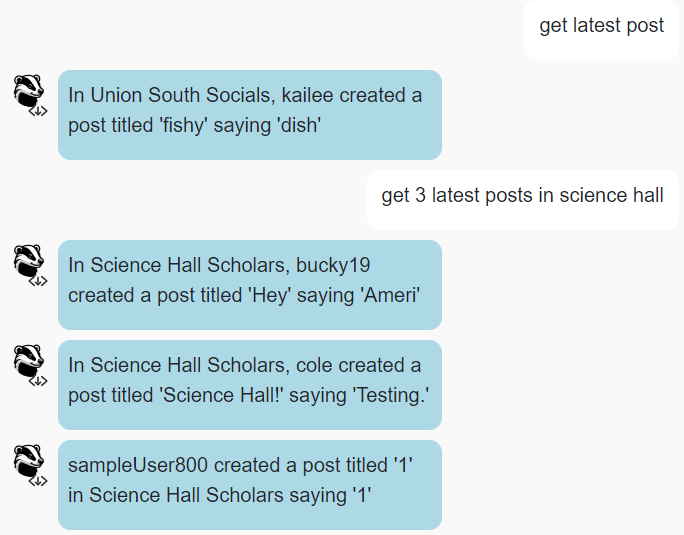 get latest post
In Union South Socials, kailee created a
post titled 'fishy' saying 'dish'
get 3 latest posts in science hall
In Science Hall Scholars, bucky19
created a post titled 'Hey' saying 'Ameri'
In Science Hall Scholars, cole created a
post titled 'Science Hall!' saying 'Testing.'
sampleUser800 created a post titled '1'
in Science Hall Scholars saying '1'